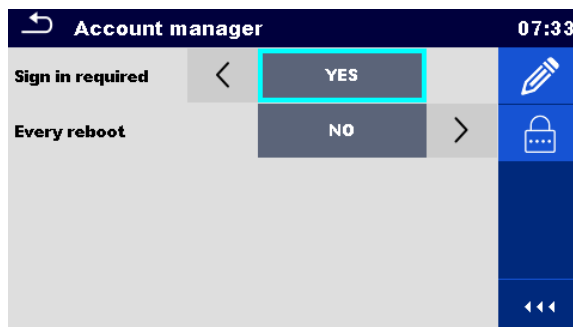 Account manager 07:33
Sign in required YES
Every reboot NO